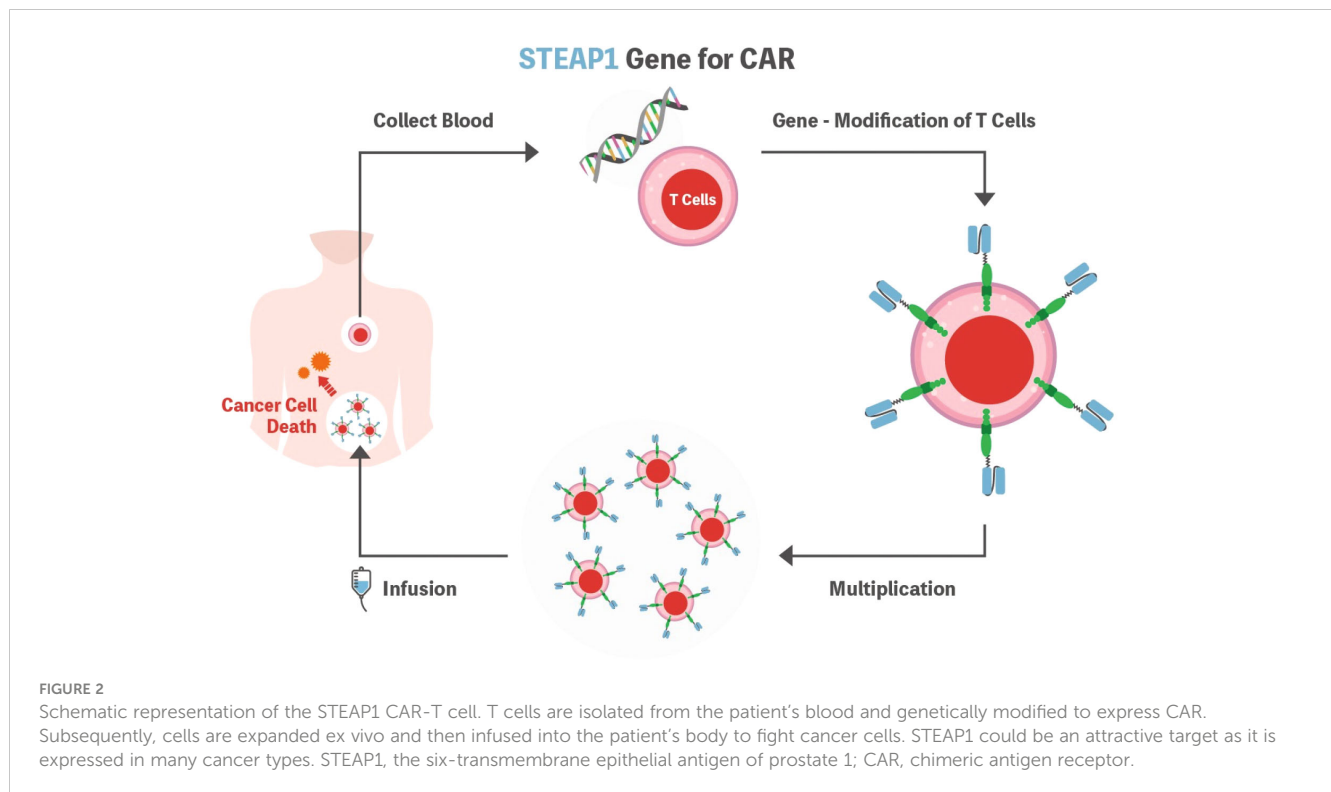 STEAP1 Gene for CAR
Collect Blood
Gene - Modification of T Cells
T Cells
Cancer Cell
Death
Infusion
Multiplication
FIGURE 2
Schematic representation of the STEAP1 CAR-T cell. T cells are isolated from the patient's blood and genetically modified to express CAR.
Subsequently, cells are expanded ex vivo and then infused into the patient's body to fight cancer cells. STEAP1 could be an attractive target as it is
expressed in many cancer types. STEAP1, the six-transmembrane epithelial antigen of prostate 1; CAR, chimeric antigen receptor.